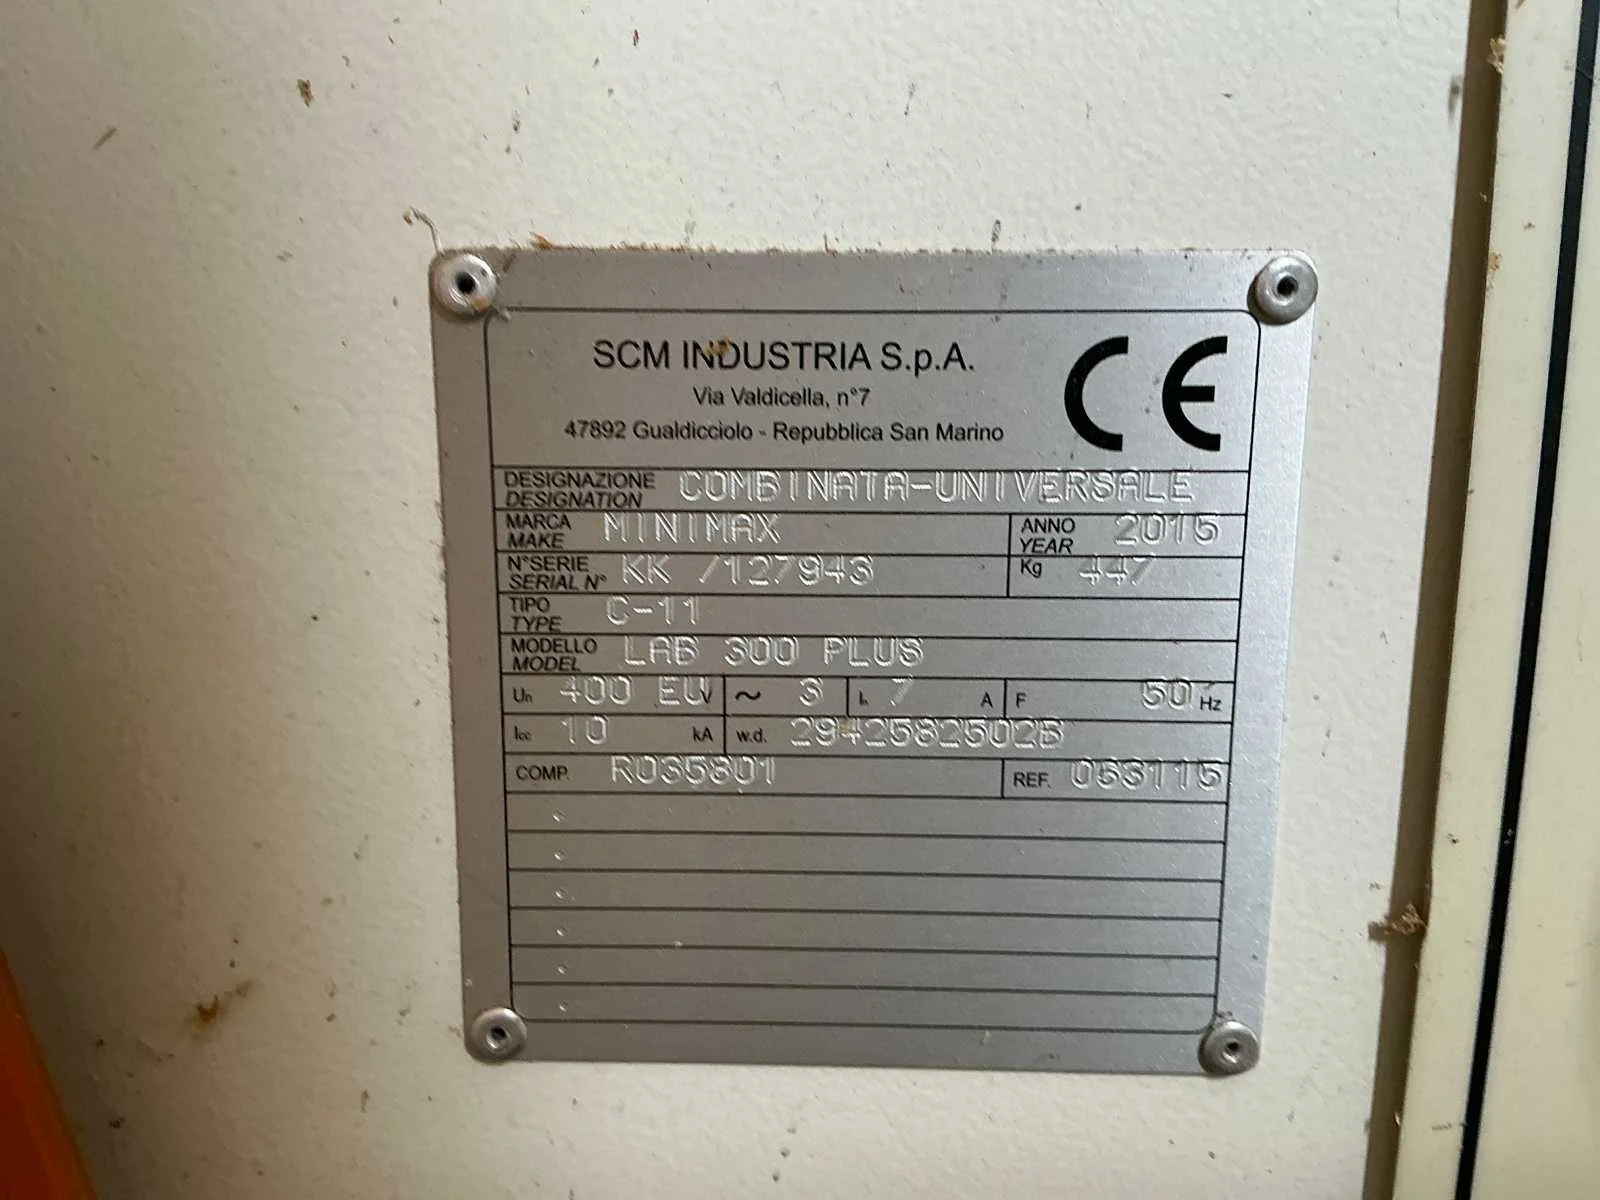 SCM INDUSTRIA S.p.A.
Via Valdicella, n°7
47892 Gualdicciolo - Repubblica San Marino
CE
DESIGNAZIONE
DESIGNATION
COMBINATA-UNIVERSALE
MARCA
MAKE
MINIMAX
ANNO
YEAR
2015
N°SERIE
SERIAL N°
KK /127943
Kg 447
TIPO
TYPE
C-11
MODELLO
MODEL
LAB 300 PLUS
Un 400 EU V ~ 3 In 7 A F 50 Hz
Icc 10 kA w.d. 2942582502B
COMP. R035801 REF. 053115